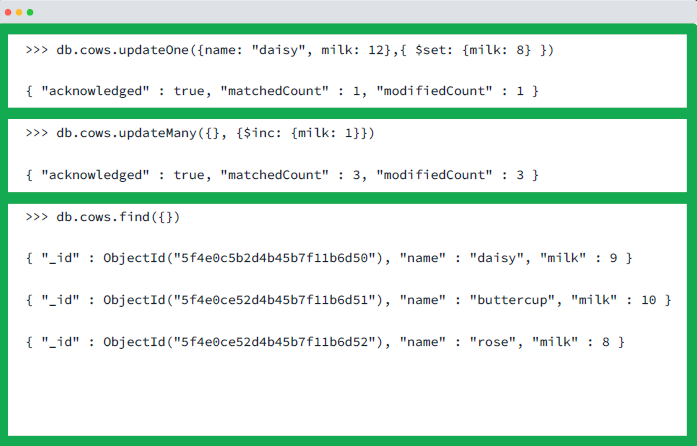 >>> db.cows.updateOne({name: "daisy", milk: 12},{ $set: {milk: 8} })
{ "acknowledged" : true, "matchedCount" : 1, "modifiedCount" : 1 }
>>> db.cows.updateMany({}, {$inc: {milk: 1}})
{ "acknowledged" : true, "matchedCount" : 3, "modifiedCount" : 3 }
>>> db.cows.find({})
{ "_id" : ObjectId("5f4e0c5b2d4b45b7f11b6d50"), "name" : "daisy", "milk" : 9 }
{ "_id" : ObjectId("5f4e0ce52d4b45b7f11b6d51"), "name" : "buttercup", "milk" : 10 }
{ "_id" : ObjectId("5f4e0ce52d4b45b7f11b6d52"), "name" : "rose", "milk" : 8 }